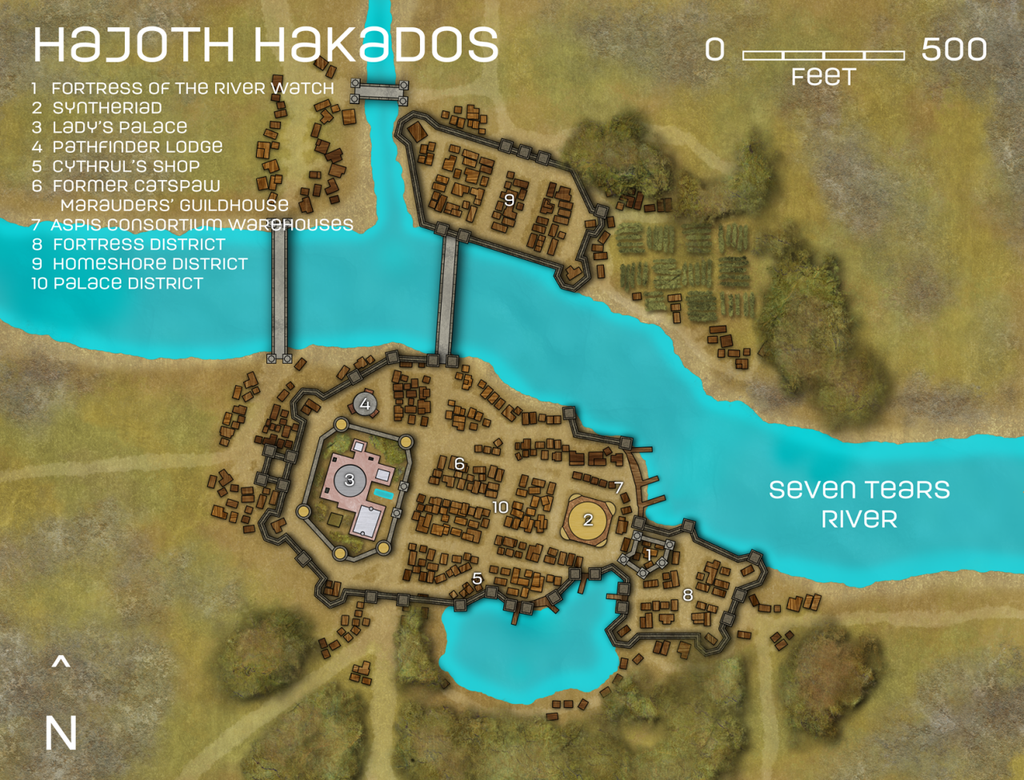 HAJOTH HAKADOS
0 500
FEET
1 FORTRESS OF THE RIVER WATCH
2 SYNTHERIAD
3 LADY'S PALACE
4 PATHFINDER LODGE
5 CYTHRUL'S SHOP
6 FORMER CATSPAW
MARAUDERS' GUILDHOUSE
7 ASPIS CONSORTIUM WAREHOUSES
8 FORTRESS DISTRICT
9 HOMESHORE DISTRICT
10 PALACE DISTRICT
9
4
6
3
7
10
2
SEVEN TEARS
RIVER
1
5
8
^
N